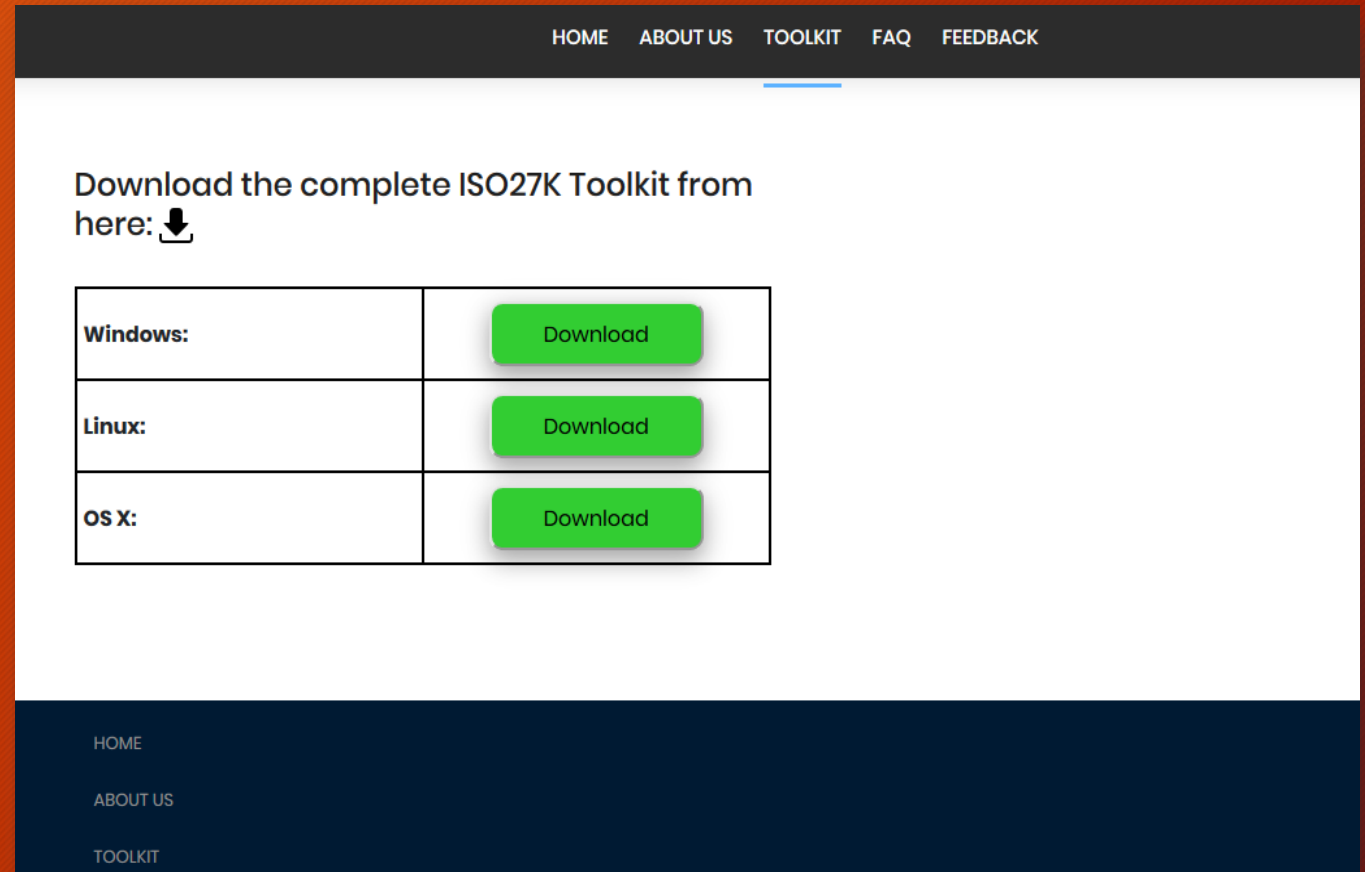 HOME ABOUT US TOOLKIT FAQ FEEDBACK
Download the complete ISO27K Toolkit from
here:
Windows: Download
Linux: Download
OS X: Download
HOME
ABOUT US
TOOLKIT